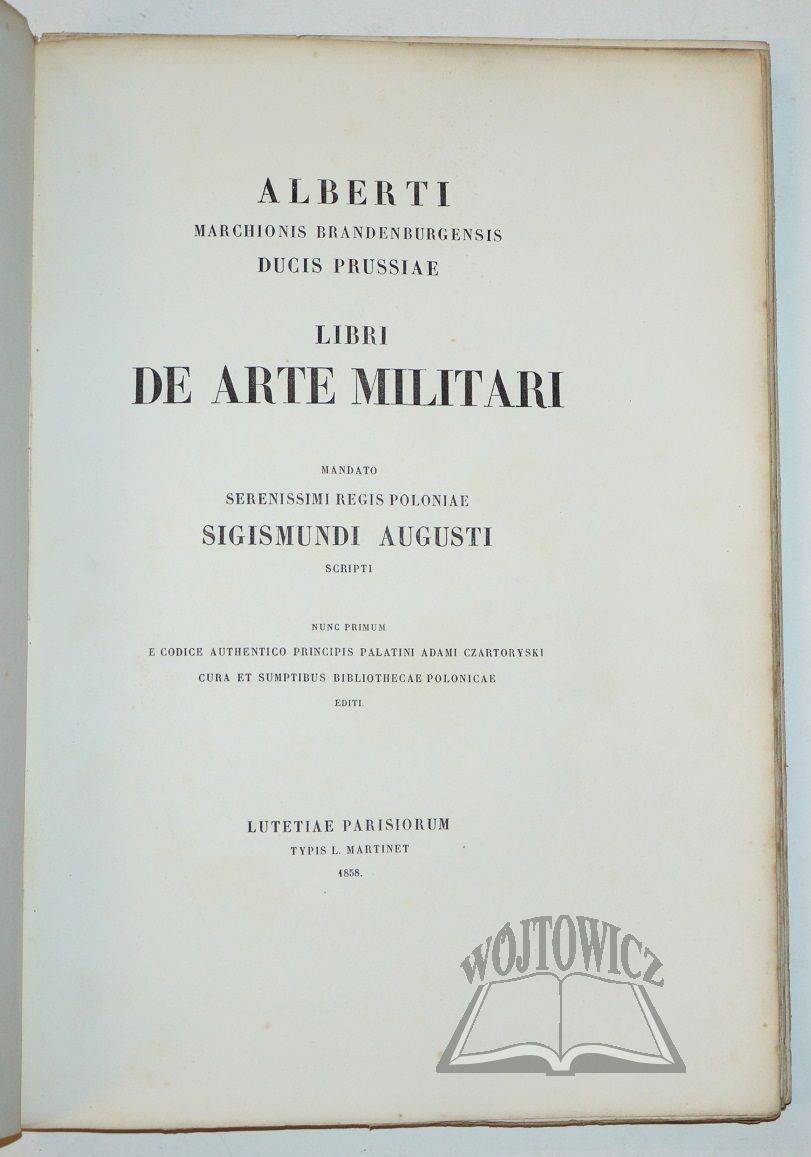 ALBERTI
MARCHIONIS BRANDENBURGENSIS
DUCIS PRUSSIAE
LIBRI
DE ARTE MILITARI
MANDATO
SERENISSIMI REGIS POLONIAE
SIGISMUNDI AUGUSTI
SCRIPTI
NUNC PRIMUM
E CODICE AUTHENTICO PRINCIPIS PALATINI ADAMI CZARTORYSKI
CURA ET SUMPTIBUS BIBLIOTHECAE POLONICAE
EDITI.
LUTETIAE PARISIORUM
TYPIS L. MARTINET
1858.
WÓJTOWICZ